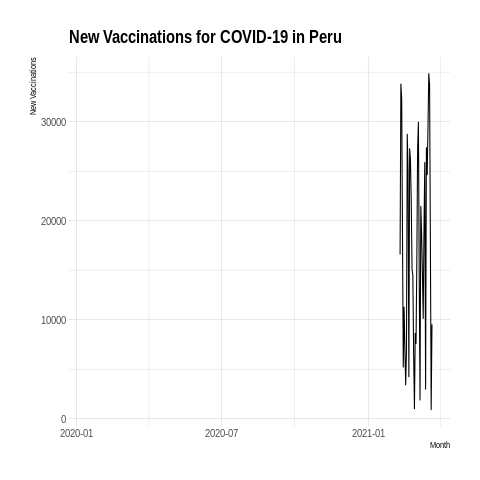 New Vaccinations for COVID-19 in Peru
New Vaccinations
30000
20000
10000
0
2020-01 2020-07 2021-01
Month